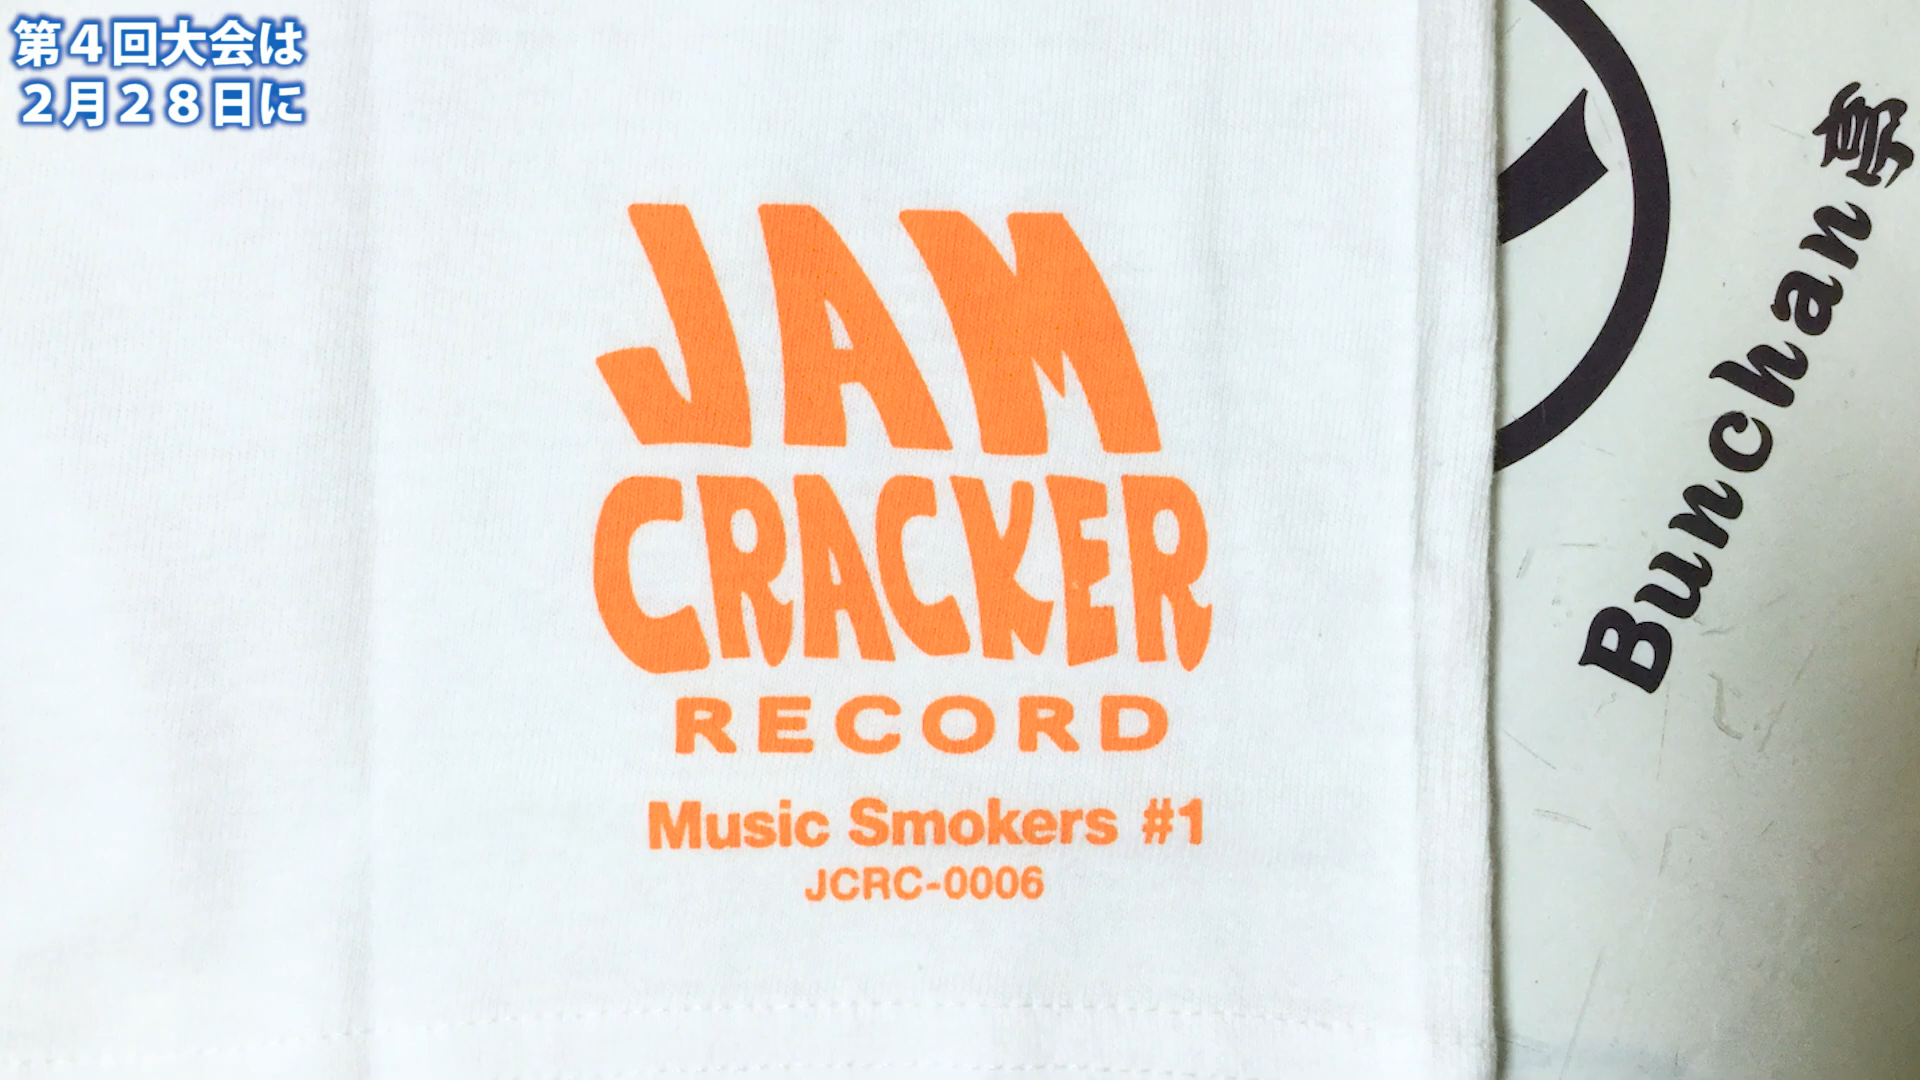 第４回大会は
２月２８日に
JAM
CRACKER
RECORD
Music Smokers #1
JCRC-0006
Bunchan亭